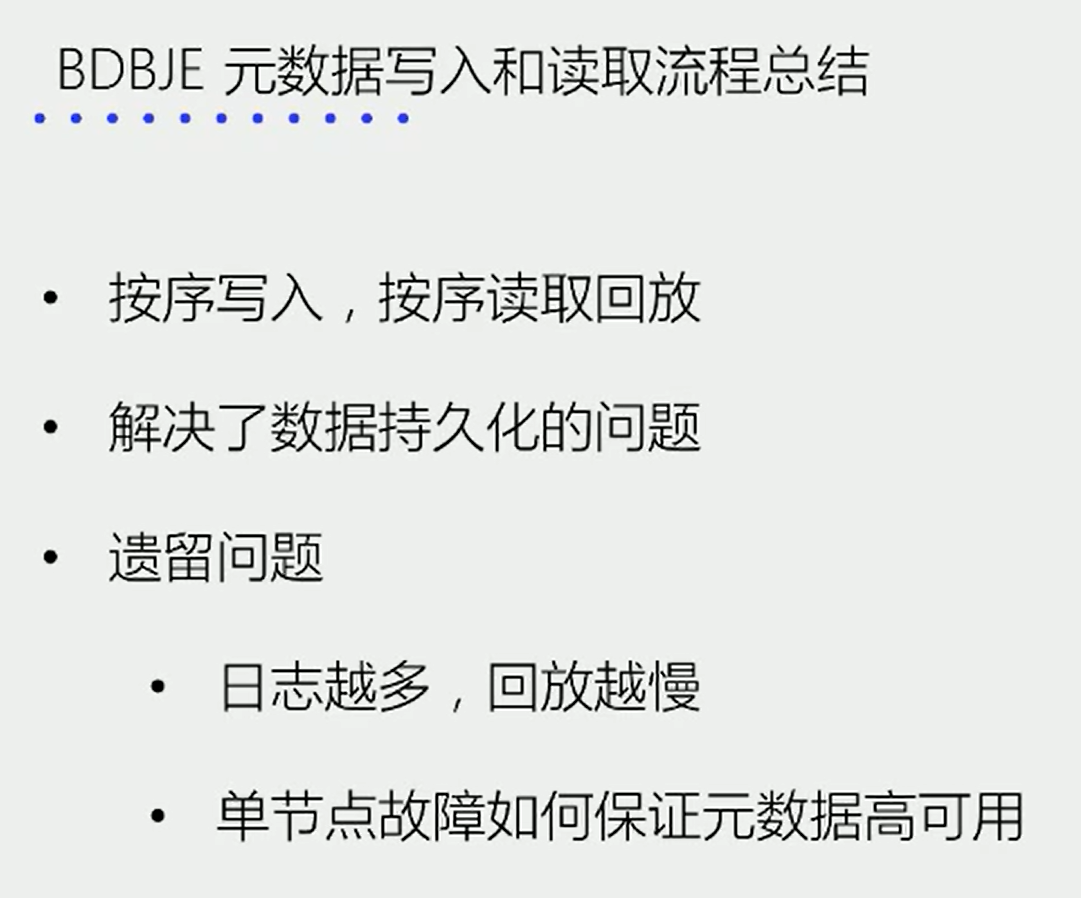 BDBJE 元数据写入和读取流程总结
• 按序写入，按序读取回放
• 解决了数据持久化的问题
• 遗留问题
• 日志越多，回放越慢
• 单节点故障如何保证元数据高可用